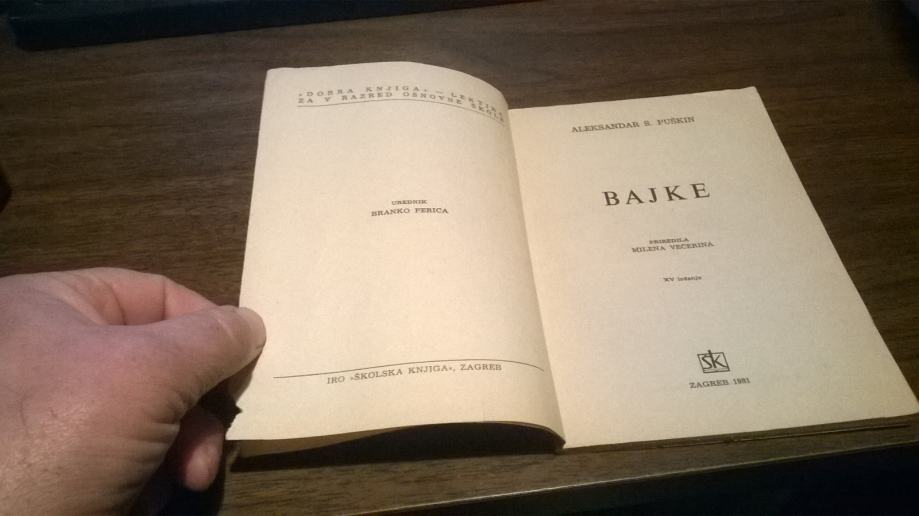 »DOBRA KNJIGA« — LEKTIRA
ZA V RAZRED OSNOVNE ŠKOLE
UREDNIK
BRANKO PERICA
IRO »ŠKOLSKA KNJIGA«, ZAGREB
ALEKSANDAR S. PUŠKIN
BAJKE
PRIREDILA
MILENA VEČERINA
XV izdanje
ŠK
ZAGREB 1981